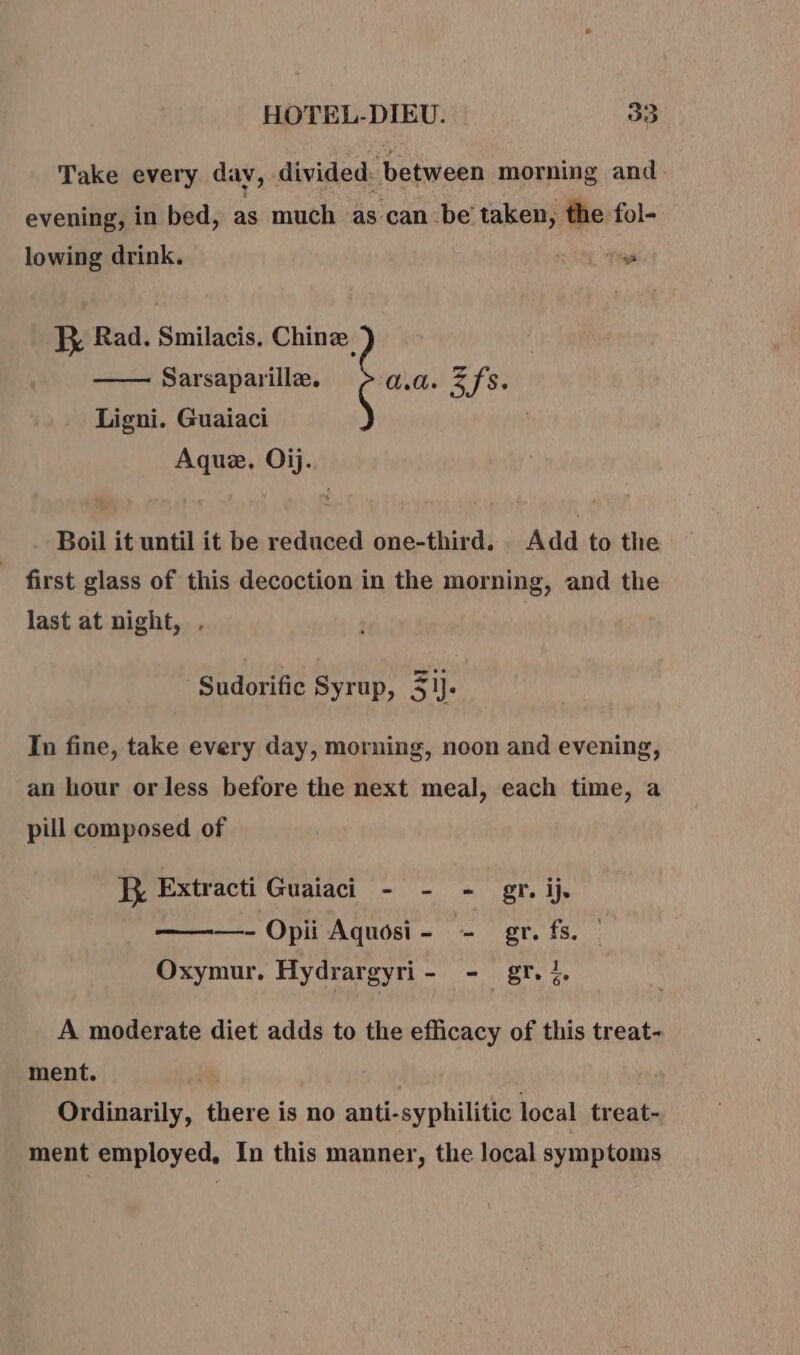 HOTEL-DIEU. 33
Take every day, divided between morning and
evening, in bed, as much as can be taken, the fol-
lowing drink.
℞ Rad. Smilacis. Chinæ
—— Sarsaparillæ. } a.a. ℥fs.
Ligni. Guaiaci
Aquæ. Oij.
Boil it until it be reduced one-third. Add to the
first glass of this decoction in the morning, and the
last at night, .
Sudorific Syrup, ℥ij.
In fine, take every day, morning, noon and evening,
an hour or less before the next meal, each time, a
pill composed of
℞ Extracti Guaiaci - - - gr. ij.
———- Opii Aquosi - - gr. fs.
Oxymur. Hydrargyri - - gr.
A moderate diet adds to the efficacy of this treat-
ment.
Ordinarily, there is no anti-syphilitic local treat-
ment employed, In this manner, the local symptoms